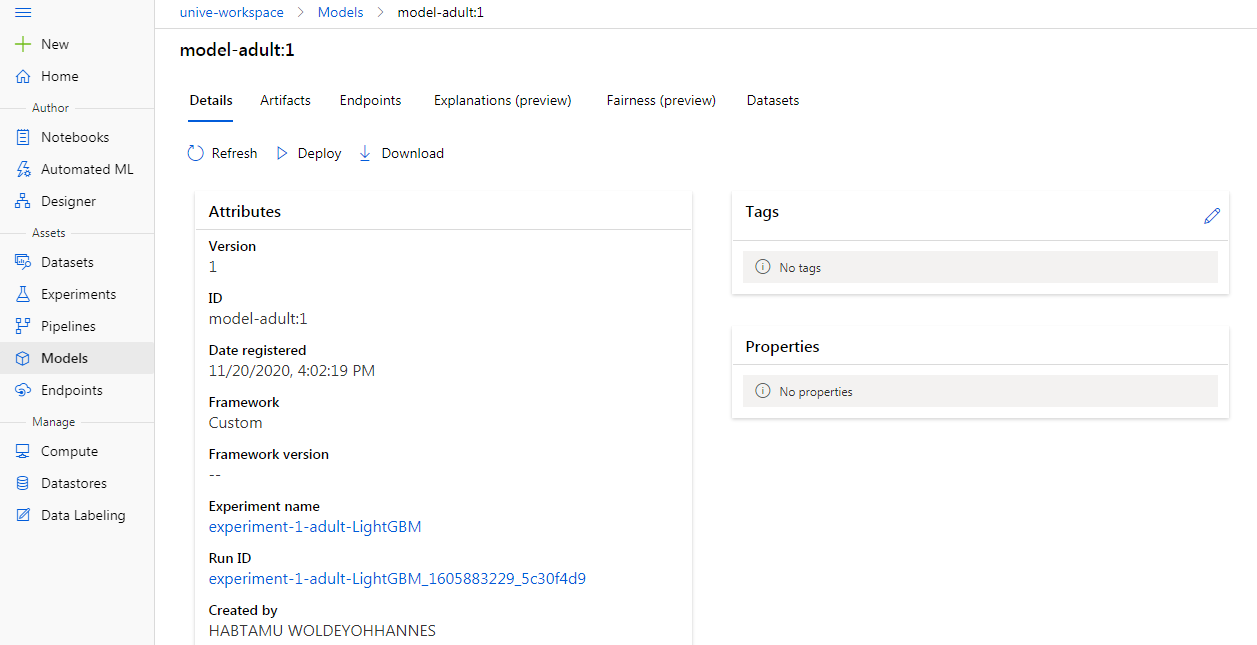 unive-workspace > Models > model-adult:1
New
Home
Author
Notebooks
Automated ML
Designer
Assets
Datasets
Experiments
Pipelines
Models
Endpoints
Manage
Compute
Datastores
Data Labeling
model-adult:1
Details Artifacts Endpoints Explanations (preview) Fairness (preview) Datasets
Refresh Deploy Download
Attributes
Version
1
ID
model-adult:1
Date registered
11/20/2020, 4:02:19 PM
Framework
Custom
Framework version
--
Experiment name
experiment-1-adult-LightGBM
Run ID
experiment-1-adult-LightGBM_1605883229_5c30f4d9
Created by
HABTAMU WOLDEYOHHANNES
Tags
No tags
Properties
No properties